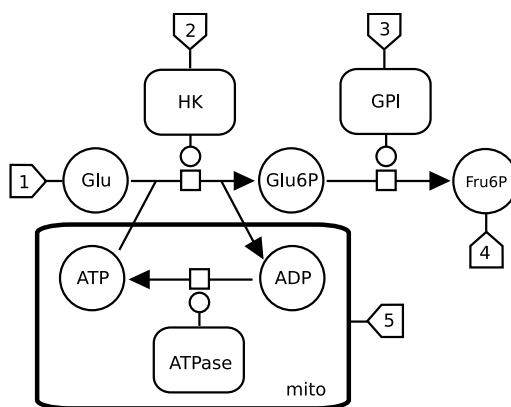 2
3
HK
GPI
1
Glu
Glu6P
Fru6P
ATP
ADP
4
5
ATPase
mito